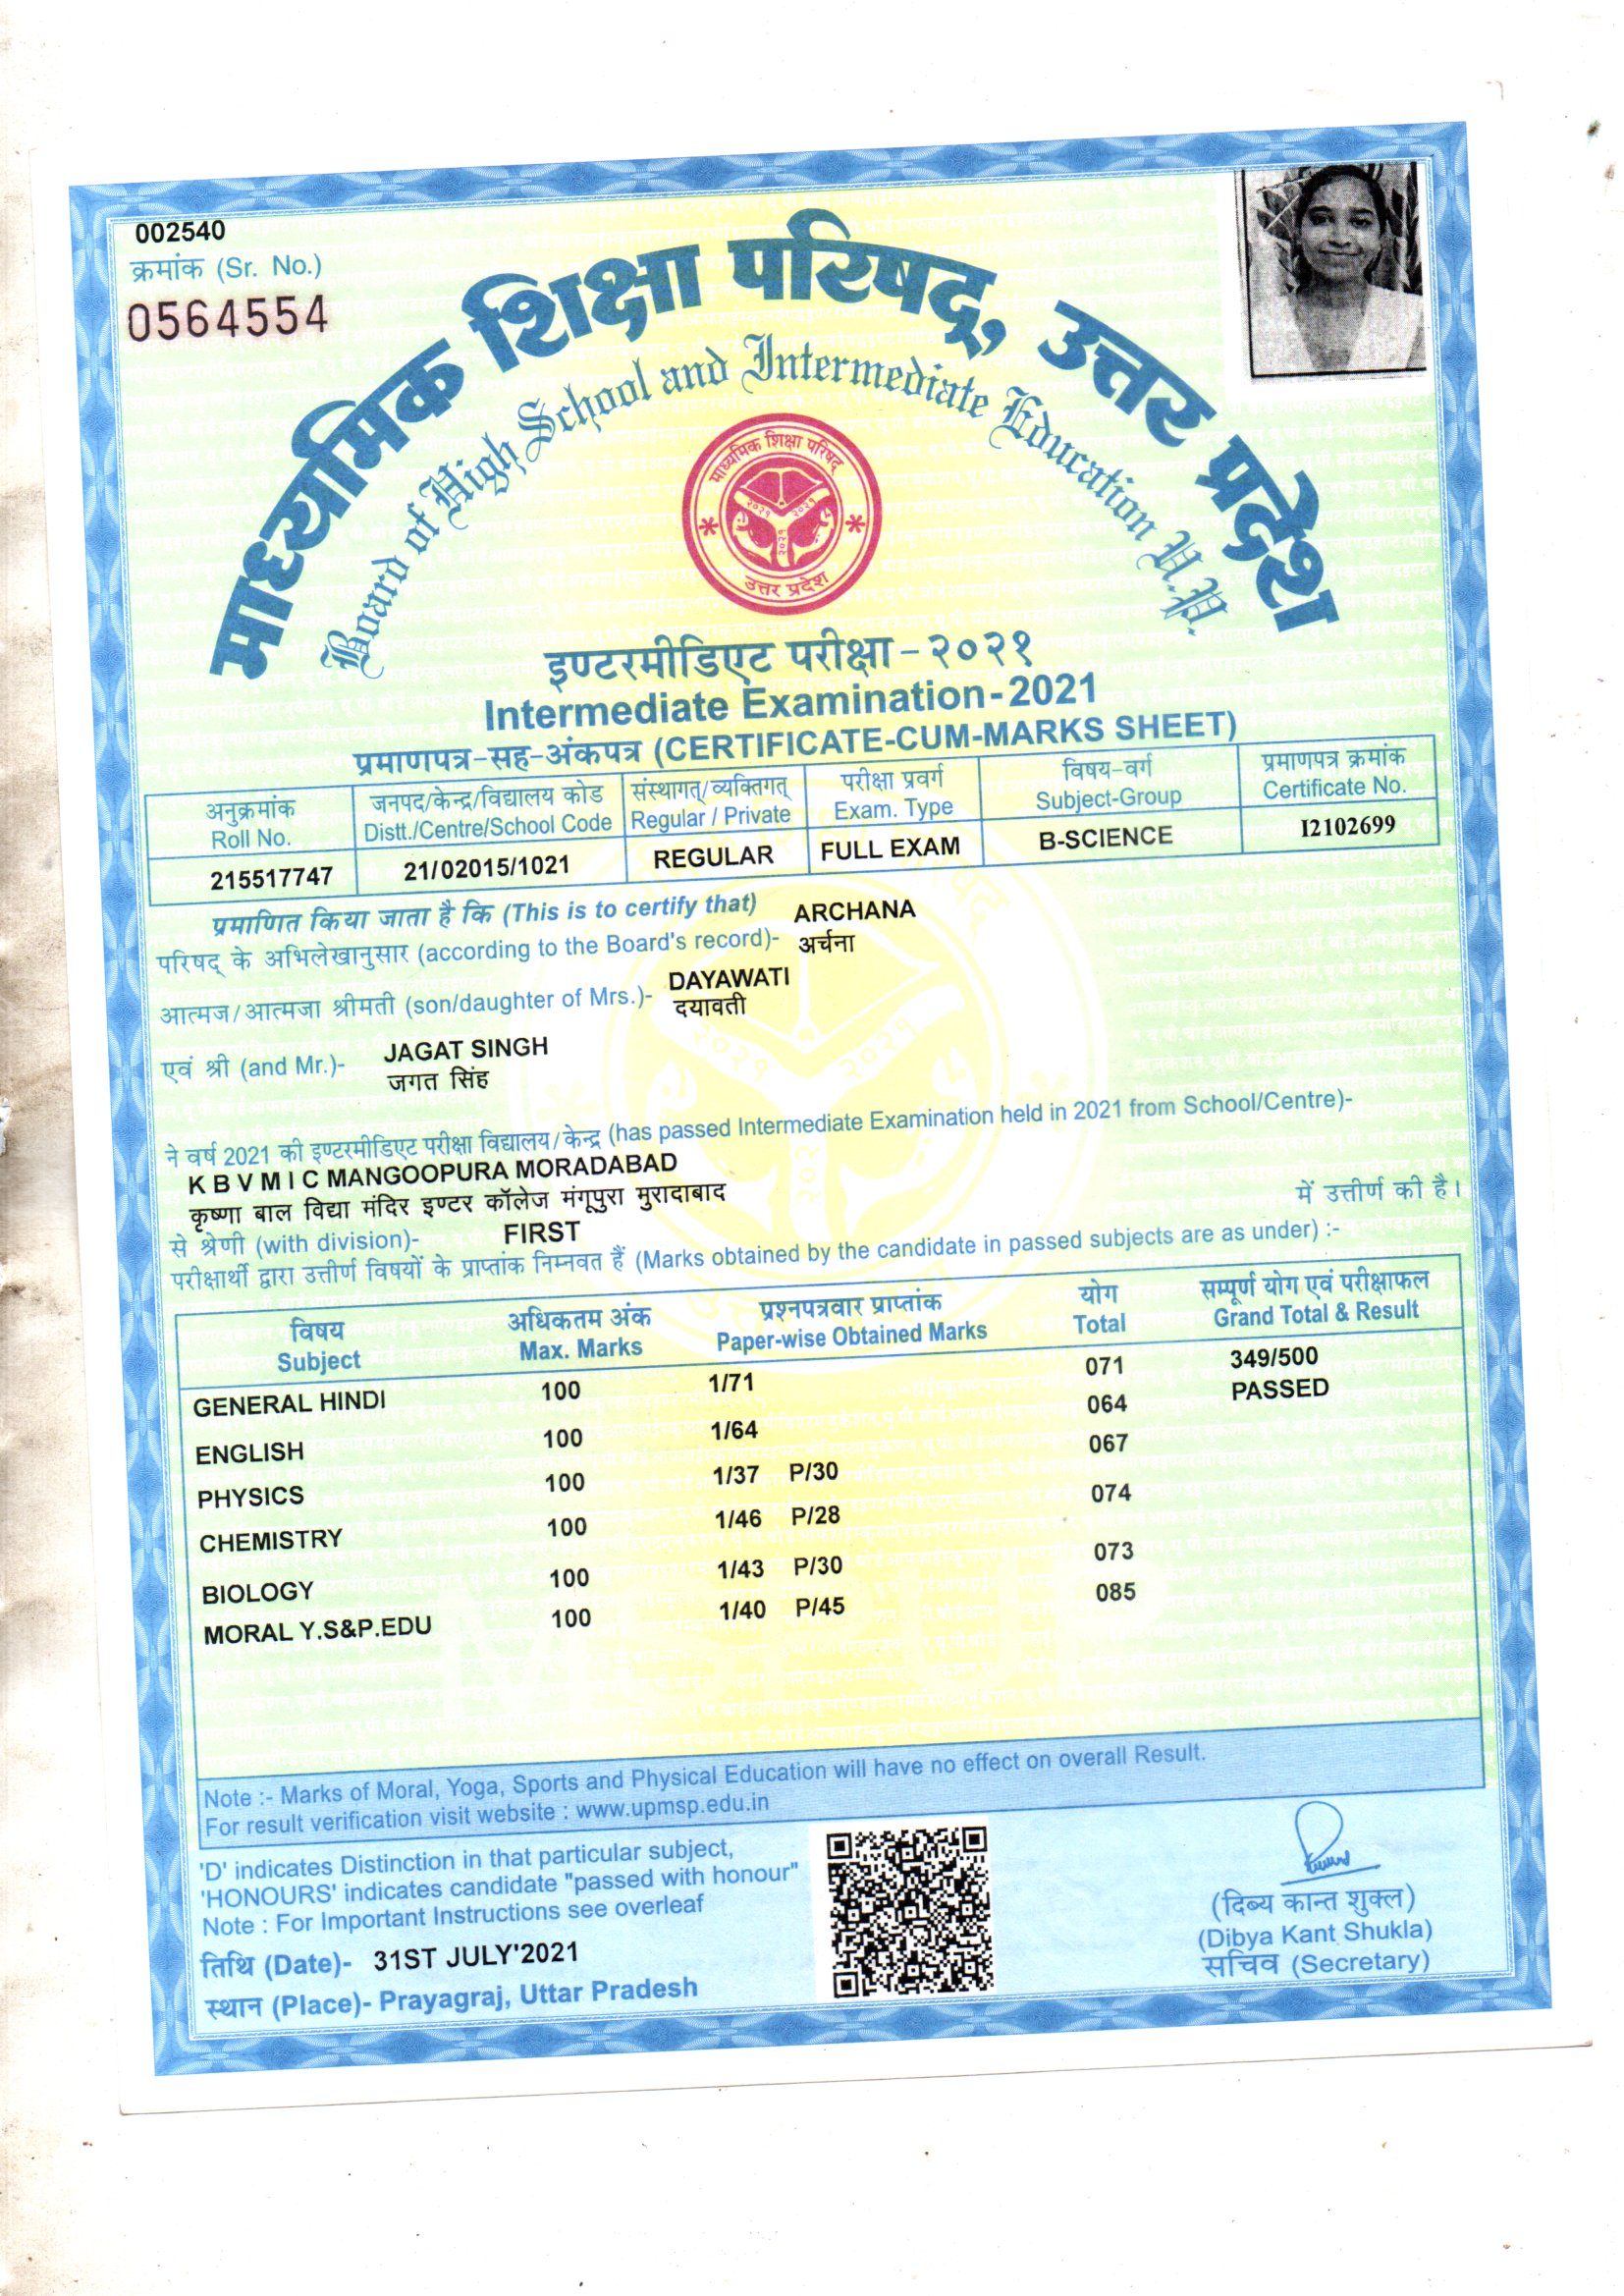 002540
क्रमांक (Sr. No.)
0564554
माध्यमिक शिक्षा परिषद्, उत्तर प्रदेश
Board of High School and Intermediate Education U.P.
माध्यमिक शिक्षा परिषद्
२०२१ २०२१
२०२१
उत्तर प्रदेश
इण्टरमीडिएट परीक्षा - २०२१
Intermediate Examination - 2021
प्रमाणपत्र-सह-अंकपत्र (CERTIFICATE-CUM-MARKS SHEET)
अनुक्रमांक जनपद/केन्द्र/विद्यालय कोड संस्थागत्/व्यक्तिगत् परीक्षा प्रवर्ग विषय-वर्ग प्रमाणपत्र क्रमांक
Roll No. Distt./Centre/School Code Regular / Private Exam. Type Subject-Group Certificate No.
215517747 21/02015/1021 REGULAR FULL EXAM B-SCIENCE I2102699
प्रमाणित किया जाता है कि (This is to certify that) ARCHANA
परिषद् के अभिलेखानुसार (according to the Board's record)- अर्चना
DAYAWATI
आत्मज/आत्मजा श्रीमती (son/daughter of Mrs.)- दयावती
JAGAT SINGH
एवं श्री (and Mr.)- जगत सिंह
ने वर्ष 2021 की इण्टरमीडिएट परीक्षा विद्यालय/केन्द्र (has passed Intermediate Examination held in 2021 from School/Centre)-
K B V M I C MANGOOPURA MORADABAD
कृष्णा बाल विद्या मंदिर इण्टर कॉलेज मंगूपुरा मुरादाबाद में उत्तीर्ण की है।
से श्रेणी (with division)- FIRST
परीक्षार्थी द्वारा उत्तीर्ण विषयों के प्राप्तांक निम्नवत हैं (Marks obtained by the candidate in passed subjects are as under) :-
विषय अधिकतम अंक प्रश्नपत्रवार प्राप्तांक योग सम्पूर्ण योग एवं परीक्षाफल
Subject Max. Marks Paper-wise Obtained Marks Total Grand Total & Result
GENERAL HINDI 100 1/71 071 349/500
ENGLISH 100 1/64 064 PASSED
PHYSICS 100 1/37 P/30 067
CHEMISTRY 100 1/46 P/28 074
BIOLOGY 100 1/43 P/30 073
MORAL Y.S&P.EDU 100 1/40 P/45 085
Note :- Marks of Moral, Yoga, Sports and Physical Education will have no effect on overall Result.
For result verification visit website : www.upmsp.edu.in
'D' indicates Distinction in that particular subject,
'HONOURS' indicates candidate "passed with honour"
Note : For Important Instructions see overleaf
तिथि (Date)- 31ST JULY'2021
स्थान (Place)- Prayagraj, Uttar Pradesh
(दिब्य कान्त शुक्ल)
(Dibya Kant Shukla)
सचिव (Secretary)